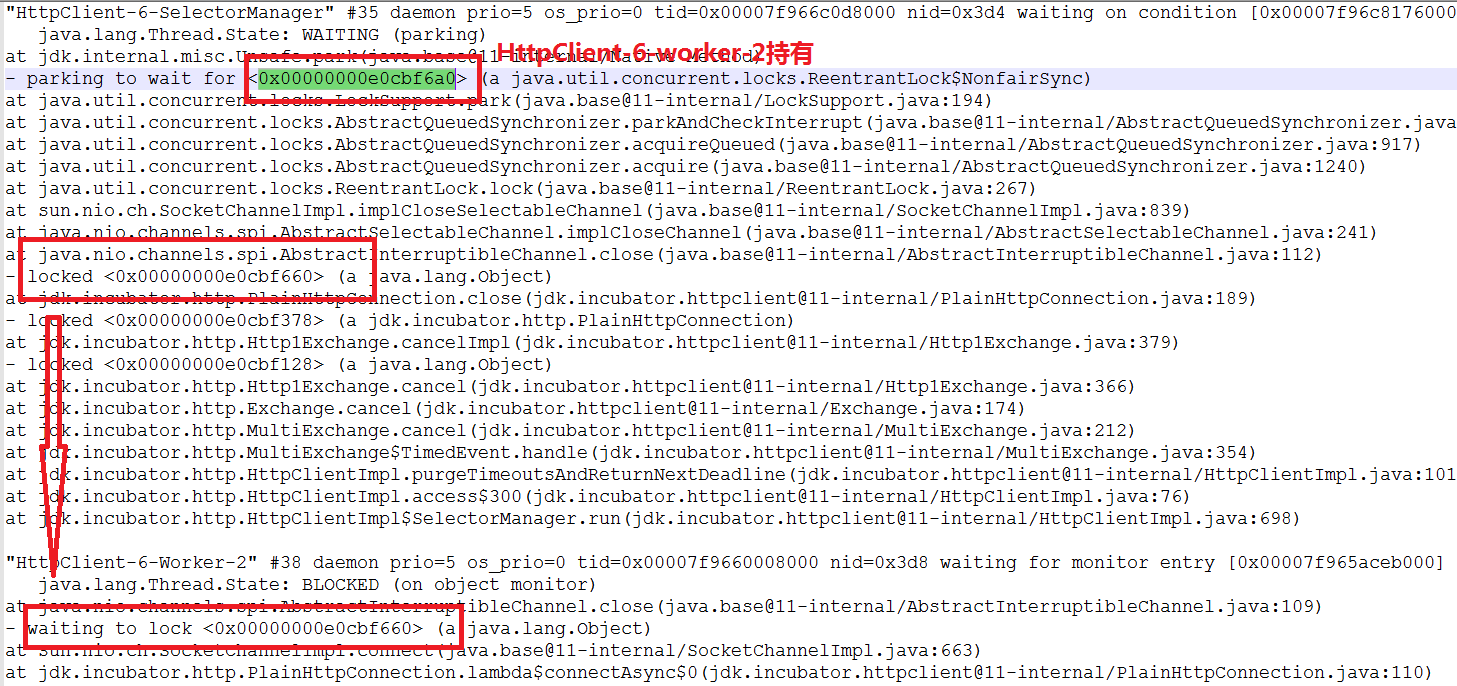 "HttpClient-6-SelectorManager" #35 daemon prio=5 os_prio=0 tid=0x00007f966c0d8000 nid=0x3d4 waiting on condition [0x00007f96c8176000
java.lang.Thread.State: WAITING (parking)
at jdk.internal.misc.Unsafe.park(java.base@11-internal/Native Method)
HttpClient-6-worker-2持有
- parking to wait for <0x00000000e0cbf6a0> (a java.util.concurrent.locks.ReentrantLock$NonfairSync)
at java.util.concurrent.locks.LockSupport.park(java.base@11-internal/LockSupport.java:194)
at java.util.concurrent.locks.AbstractQueuedSynchronizer.parkAndCheckInterrupt(java.base@11-internal/AbstractQueuedSynchronizer.java
at java.util.concurrent.locks.AbstractQueuedSynchronizer.acquireQueued(java.base@11-internal/AbstractQueuedSynchronizer.java:917)
at java.util.concurrent.locks.AbstractQueuedSynchronizer.acquire(java.base@11-internal/AbstractQueuedSynchronizer.java:1240)
at java.util.concurrent.locks.ReentrantLock.lock(java.base@11-internal/ReentrantLock.java:267)
at sun.nio.ch.SocketChannelImpl.implCloseSelectableChannel(java.base@11-internal/SocketChannelImpl.java:839)
at java.nio.channels.spi.AbstractSelectableChannel.implCloseChannel(java.base@11-internal/AbstractSelectableChannel.java:241)
at java.nio.channels.spi.AbstractInterruptibleChannel.close(java.base@11-internal/AbstractInterruptibleChannel.java:112)
- locked <0x00000000e0cbf660> (a java.lang.Object)
at jdk.incubator.http.PlainHttpConnection.close(jdk.incubator.httpclient@11-internal/PlainHttpConnection.java:189)
- locked <0x00000000e0cbf378> (a jdk.incubator.http.PlainHttpConnection)
at jdk.incubator.http.Http1Exchange.cancelImpl(jdk.incubator.httpclient@11-internal/Http1Exchange.java:379)
- locked <0x00000000e0cbf128> (a java.lang.Object)
at jdk.incubator.http.Http1Exchange.cancel(jdk.incubator.httpclient@11-internal/Http1Exchange.java:366)
at jdk.incubator.http.Exchange.cancel(jdk.incubator.httpclient@11-internal/Exchange.java:174)
at jdk.incubator.http.MultiExchange.cancel(jdk.incubator.httpclient@11-internal/MultiExchange.java:212)
at jdk.incubator.http.MultiExchange$TimedEvent.handle(jdk.incubator.httpclient@11-internal/MultiExchange.java:354)
at jdk.incubator.http.HttpClientImpl.purgeTimeoutsAndReturnNextDeadline(jdk.incubator.httpclient@11-internal/HttpClientImpl.java:101
at jdk.incubator.http.HttpClientImpl.access$300(jdk.incubator.httpclient@11-internal/HttpClientImpl.java:76)
at jdk.incubator.http.HttpClientImpl$SelectorManager.run(jdk.incubator.httpclient@11-internal/HttpClientImpl.java:698)
"HttpClient-6-Worker-2" #38 daemon prio=5 os_prio=0 tid=0x00007f9660008000 nid=0x3d8 waiting for monitor entry [0x00007f965aceb000]
java.lang.Thread.State: BLOCKED (on object monitor)
at java.nio.channels.spi.AbstractInterruptibleChannel.close(java.base@11-internal/AbstractInterruptibleChannel.java:109)
- waiting to lock <0x00000000e0cbf660> (a java.lang.Object)
at sun.nio.ch.SocketChannelImpl.connect(java.base@11-internal/SocketChannelImpl.java:663)
at jdk.incubator.http.PlainHttpConnection.lambda$connectAsync$0(jdk.incubator.httpclient@11-internal/PlainHttpConnection.java:110)